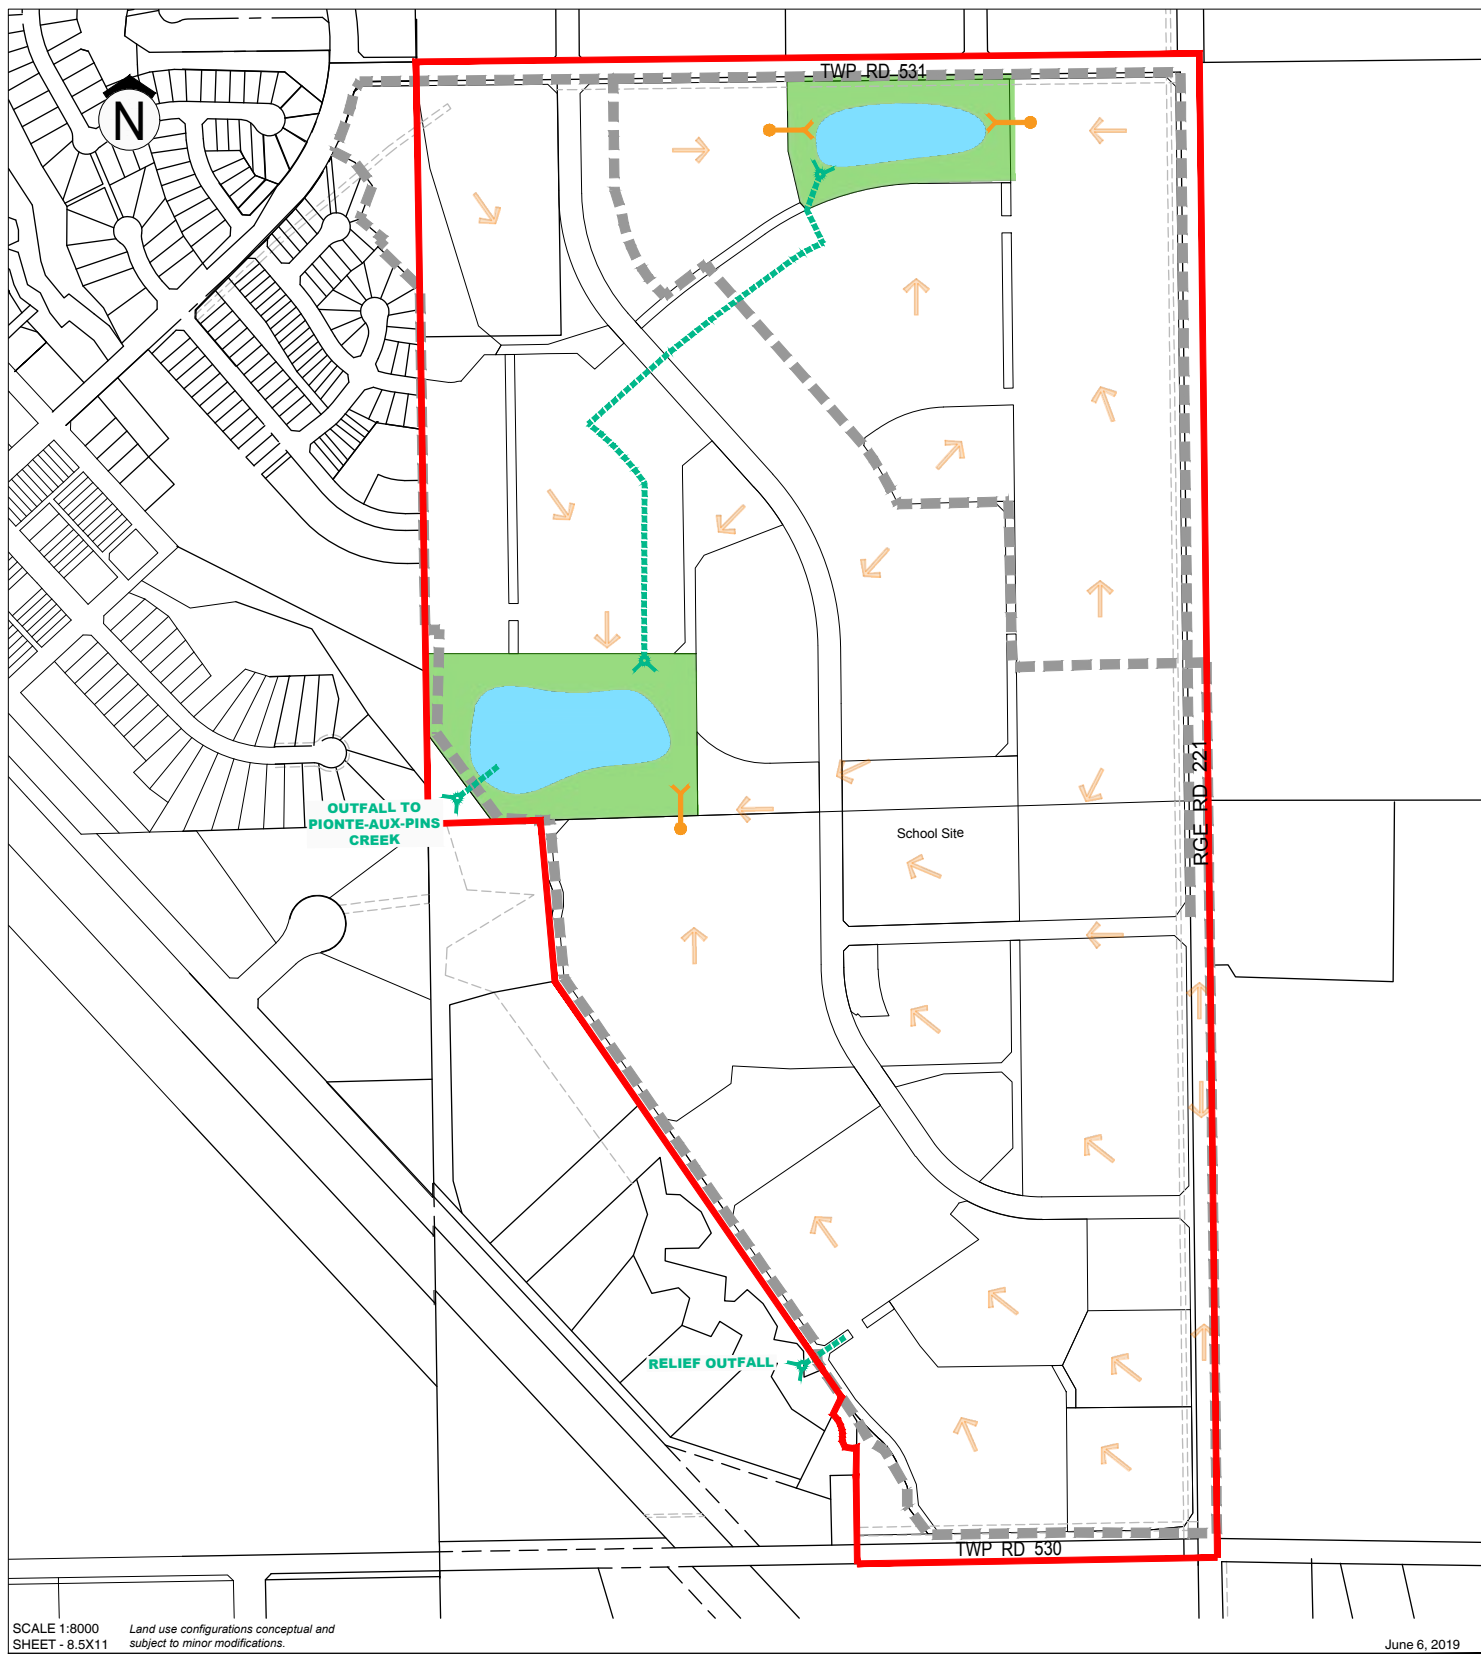 TWP RD 531
N
RGE RD 221
OUTFALL TO
PIONTE-AUX-PINS
CREEK
School Site
RELIEF OUTFALL
TWP RD 530
SCALE 1:8000
SHEET - 8.5X11
Land use configurations conceptual and
subject to minor modifications.
June 6, 2019